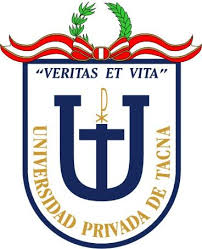 "VERITAS ET VITA"
UNIVERSIDAD PRIVADA DE TACNA